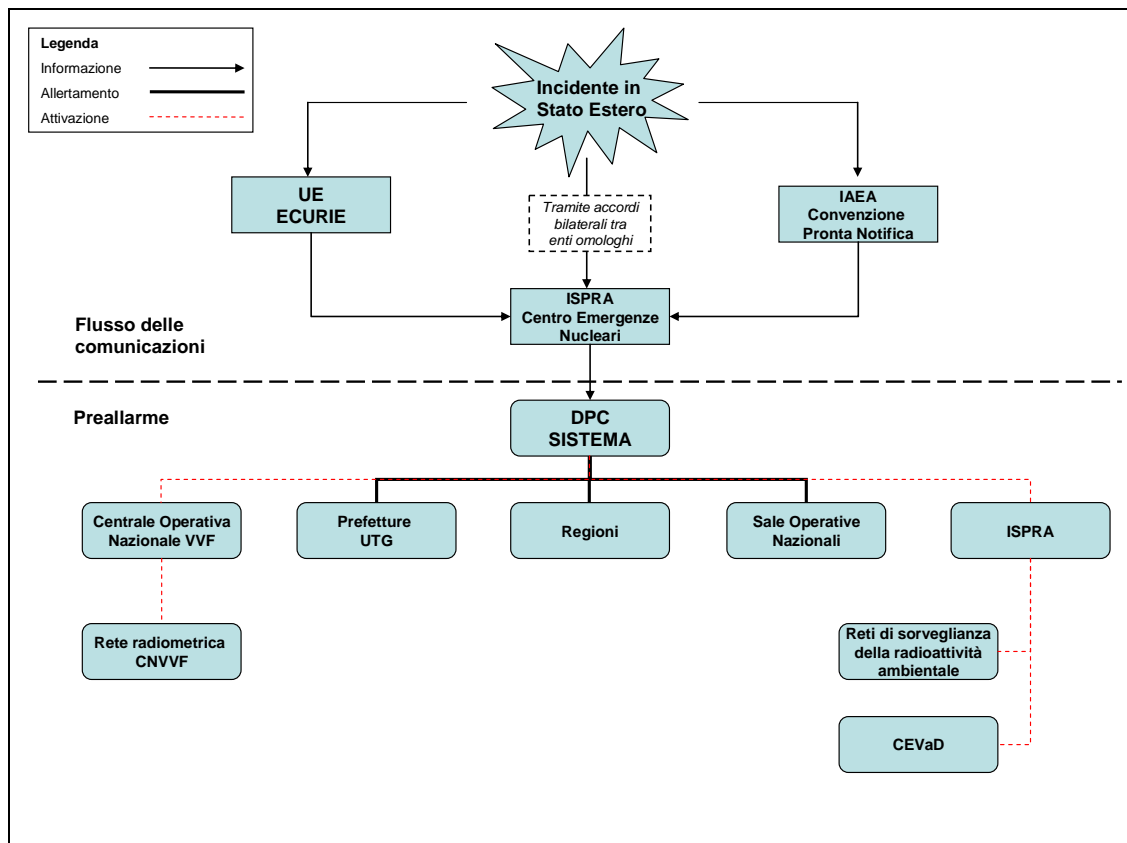 Legenda
Informazione
Allertamento
Attivazione
Incidente in
Stato Estero
UE
ECURIE
Tramite accordi
bilaterali tra
enti omologhi
IAEA
Convenzione
Pronta Notifica
ISPRA
Centro Emergenze
Nucleari
Flusso delle
comunicazioni
Preallarme
DPC
SISTEMA
Centrale Operativa
Nazionale VVF
Prefetture
UTG
Regioni
Sale Operative
Nazionali
ISPRA
Rete radiometrica
CNVVF
Reti di sorveglianza
della radioattività
ambientale
CEVaD